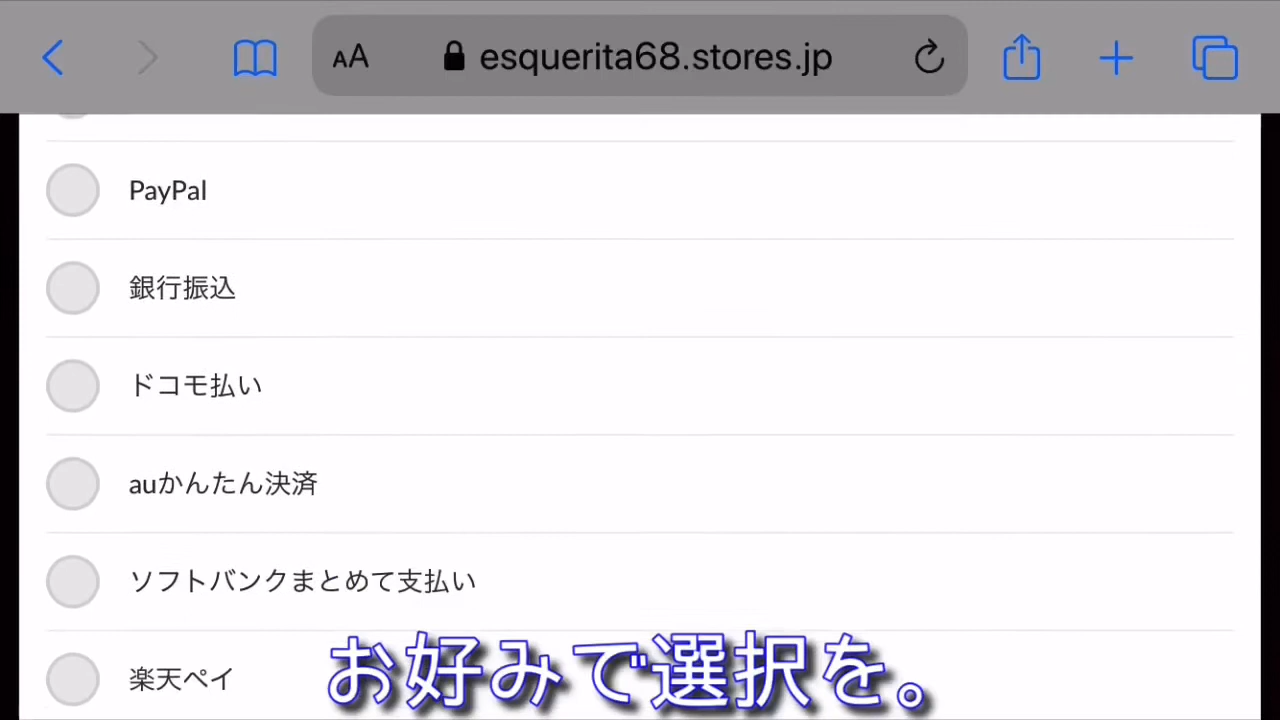 AA esquerita68.stores.jp
PayPal
銀行振込
ドコモ払い
auかんたん決済
ソフトバンクまとめて支払い
楽天ペイ
お好みで選択を。